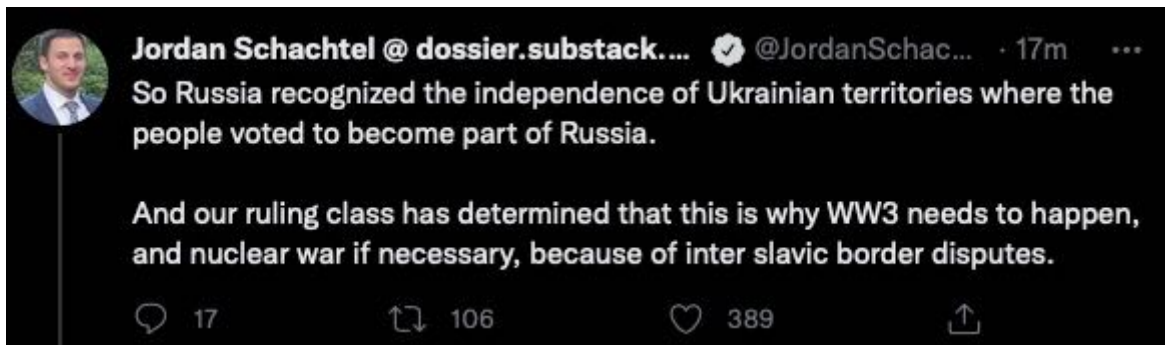 Jordan Schachtel @ dossier.substack.... @JordanSchac... · 17m
So Russia recognized the independence of Ukrainian territories where the
people voted to become part of Russia.
And our ruling class has determined that this is why WW3 needs to happen,
and nuclear war if necessary, because of inter slavic border disputes.
17 106 389